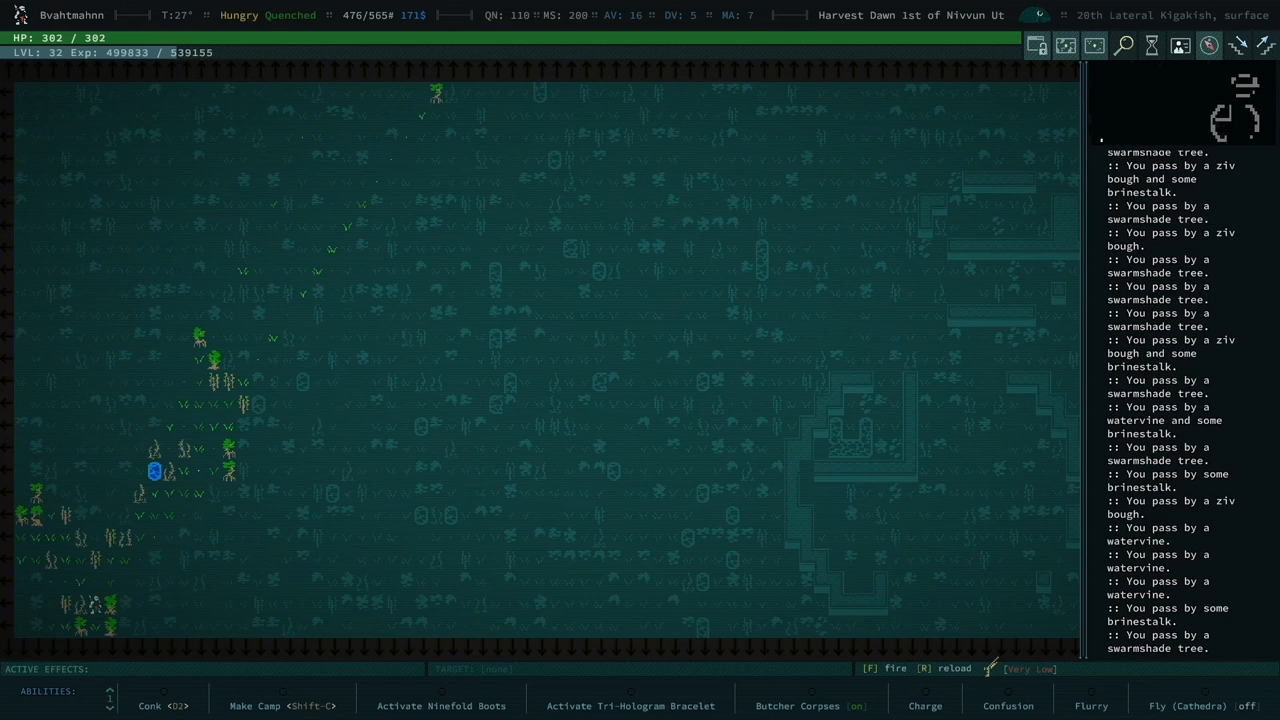 Bvahtmahn T:27° :: Hungry Quenched :: 476/565# 171$ QN: 110 :: MS: 200 :: AV: 16 :: DV: 5 :: MA: 7 Harvest Dawn 1st of Nivvun Ut :: 20th Lateral Kigakish, surface
HP: 302 / 302
LVL: 32 Exp: 499833 / 539155
swarmshade tree.
:: You pass by a ziv
bough and some
brinestalk.
:: You pass by a
swarmshade tree.
:: You pass by a ziv
bough.
:: You pass by a
swarmshade tree.
:: You pass by a
swarmshade tree.
:: You pass by a
swarmshade tree.
:: You pass by a ziv
bough and some
brinestalk.
:: You pass by a
swarmshade tree.
:: You pass by a
watervine and some
brinestalk.
:: You pass by a
swarmshade tree.
:: You pass by some
brinestalk.
:: You pass by a ziv
bough.
:: You pass by a
watervine.
:: You pass by a
watervine.
:: You pass by a
watervine.
:: You pass by some
brinestalk.
:: You pass by a
swarmshade tree.
ACTIVE EFFECTS: TARGET: [none] [F] fire [R] reload [Very Low]
ABILITIES: 1 Conk <02> Make Camp <Shift-C> Activate Ninefold Boots Activate Tri-Hologram Bracelet Butcher Corpses [on] Charge Confusion Flurry Fly (Cathedra) [off